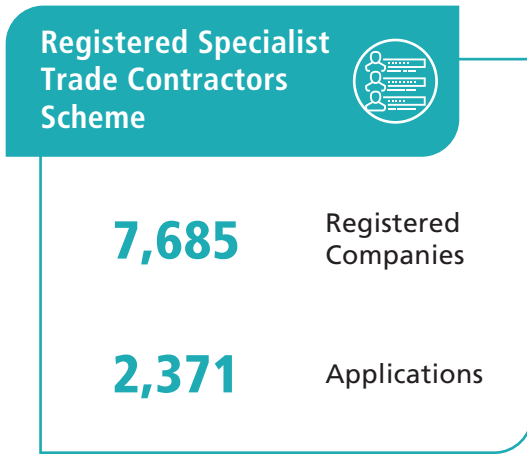 Registered Specialist
Trade Contractors
Scheme
7,685
Registered
Companies
2,371
Applications